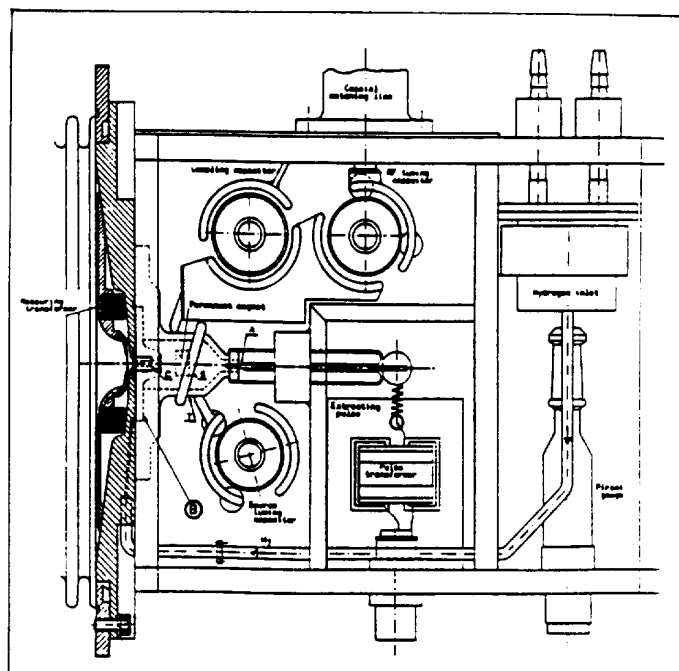 Coaxial
matching line
capacitor
RF tuning
capacitor
Measuring
transformer
Permanent magnet
Hydrogen inlet
A
Extracting
pulse
Pulse
transformer
Source
tuning
capacitor
B
H₂
Pirani
gauge